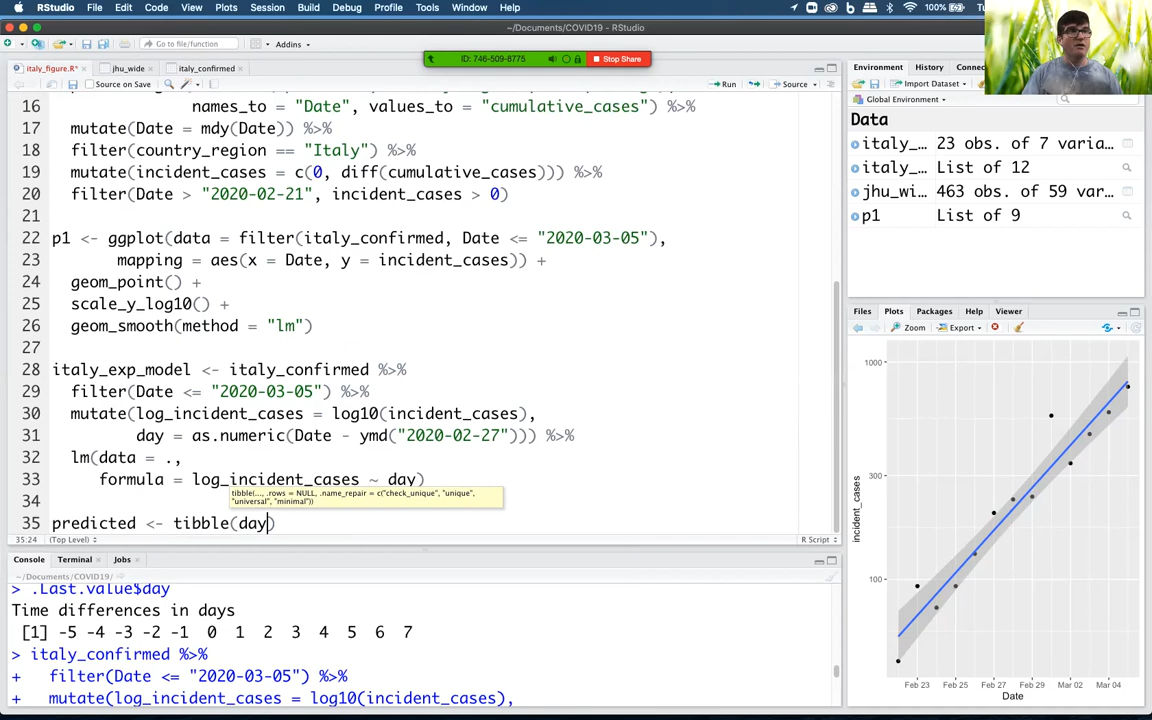 RStudio File Edit Code View Plots Session Build Debug Profile Tools Window Help 100%
~/Documents/COVID19 - RStudio
Go to file/function Addins
ID: 746-509-8775 Stop Share
italy_figure.R* jhu_wide italy_confirmed
Source on Save Run Source
16 names_to = "Date", values_to = "cumulative_cases") %>%
17 mutate(Date = mdy(Date)) %>%
18 filter(country_region == "Italy") %>%
19 mutate(incident_cases = c(0, diff(cumulative_cases))) %>%
20 filter(Date > "2020-02-21", incident_cases > 0)
21
22 p1 <- ggplot(data = filter(italy_confirmed, Date <= "2020-03-05"),
23 mapping = aes(x = Date, y = incident_cases)) +
24 geom_point() +
25 scale_y_log10() +
26 geom_smooth(method = "lm")
27
28 italy_exp_model <- italy_confirmed %>%
29 filter(Date <= "2020-03-05") %>%
30 mutate(log_incident_cases = log10(incident_cases),
31 day = as.numeric(Date - ymd("2020-02-27"))) %>%
32 lm(data = .,
33 formula = log_incident_cases ~ day)
tibble(..., .rows = NULL, .name_repair = c("check_unique", "unique",
"universal", "minimal"))
34
35 predicted <- tibble(day)
35:24 (Top Level) R Script
Console Terminal Jobs
~/Documents/COVID19/
> .Last.value$day
Time differences in days
[1] -5 -4 -3 -2 -1 0 1 2 3 4 5 6 7
> italy_confirmed %>%
+ filter(Date <= "2020-03-05") %>%
+ mutate(log_incident_cases = log10(incident_cases),
Environment History Connec
Import Dataset
Global Environment
Data
italy_… 23 obs. of 7 varia…
italy_… List of 12
jhu_wi… 463 obs. of 59 var…
p1 List of 9
Files Plots Packages Help Viewer
Zoom Export
1000
300
100
incident_cases
Feb 23 Feb 25 Feb 27 Feb 29 Mar 02 Mar 04
Date